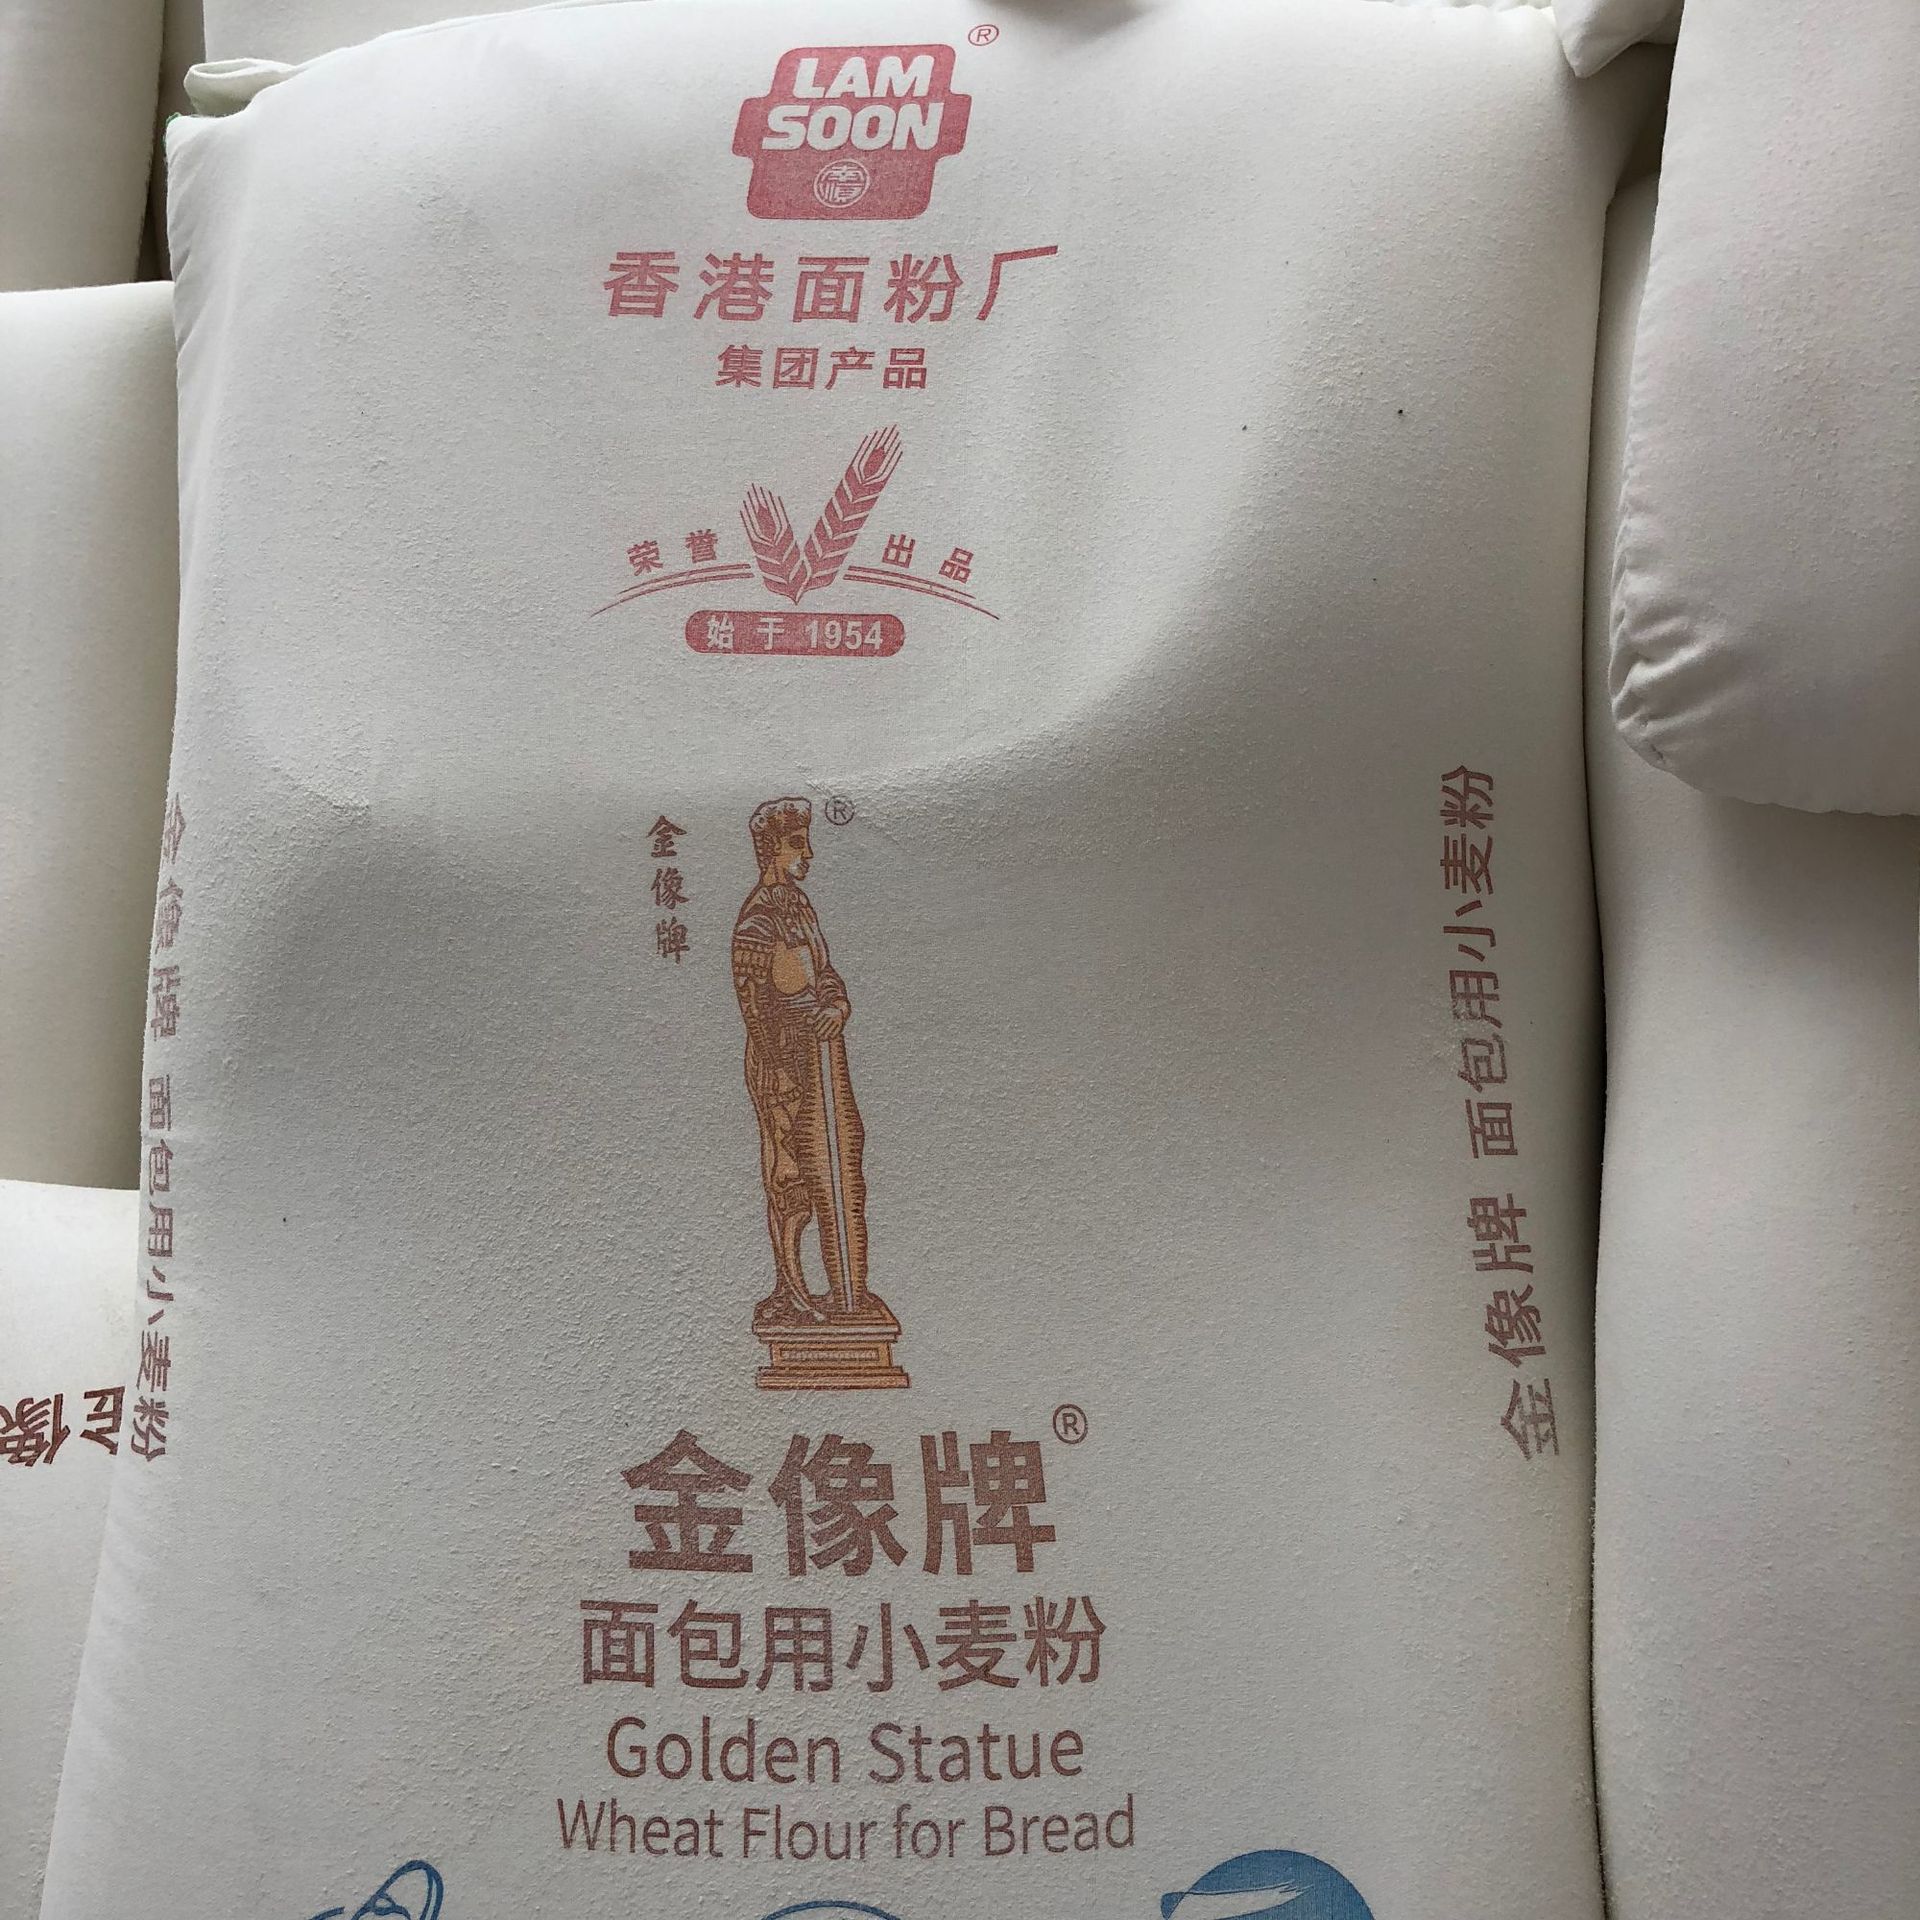 ®
LAM
SOON
香港面粉厂
集团产品
荣誉出品
始于1954
金像牌
®
金像牌®
面包用小麦粉
Golden Statue
Wheat Flour for Bread
金像牌 面包用小麦粉
金像牌 面包用小麦粉
像